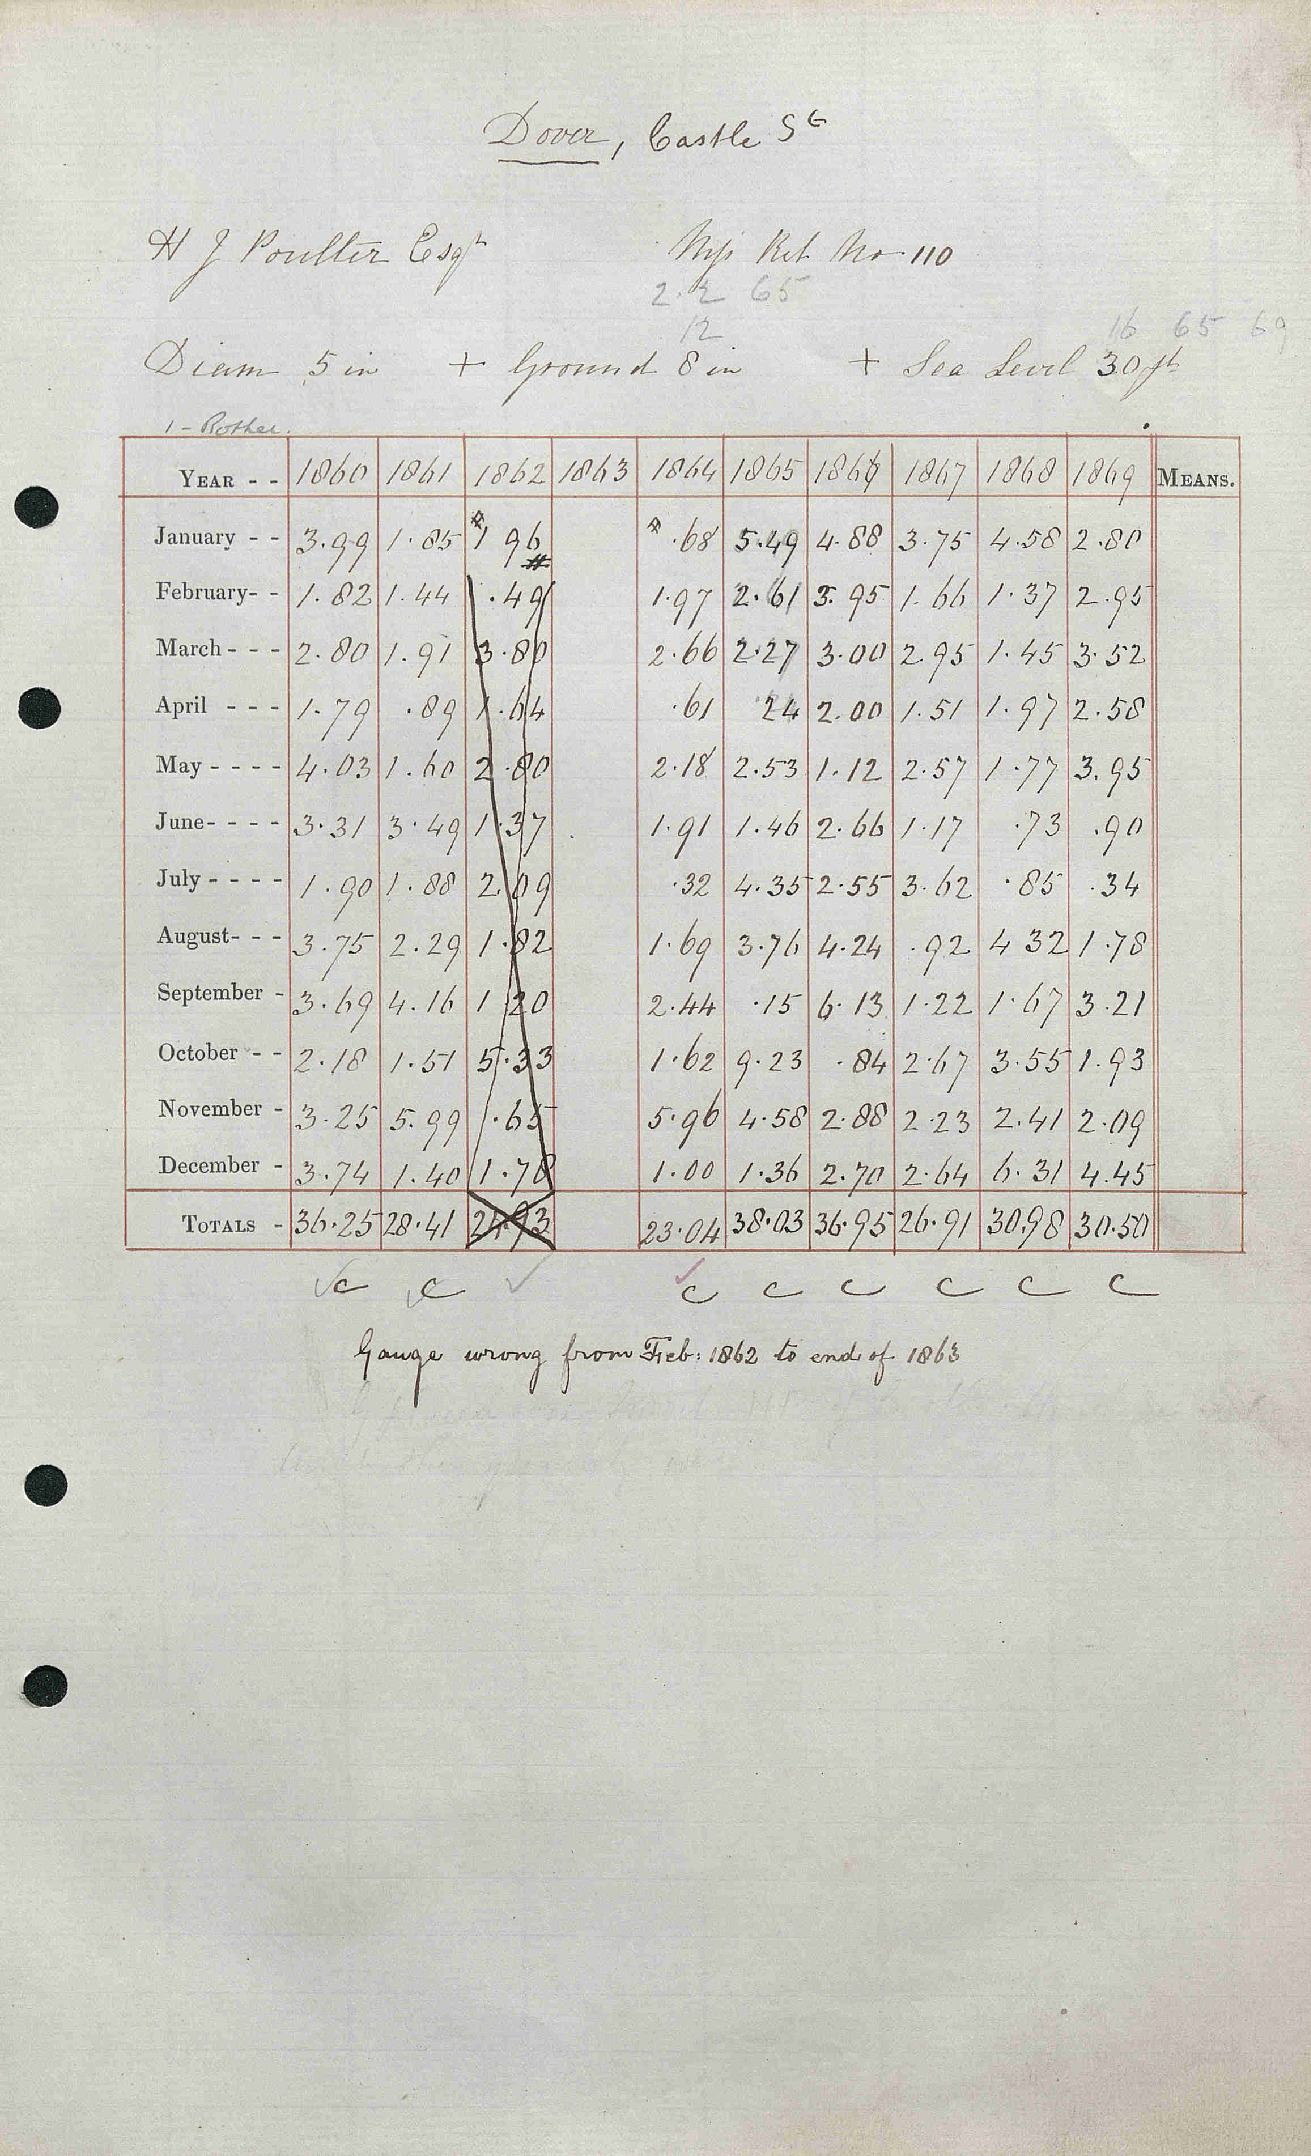 Dover, Castle St
H J Poulter Esqr Rep Ret No 110
2.2 65
12 16 65 69
Diam 5 in + Ground 8 in + Sea Level 30 ft
1 - Rother.
YEAR - - 1860 1861 1862 1863 1864 1865 1866 1867 1868 1869 MEANS.
January - - 3.99 1.85 1 96 .68 5.49 4.88 3.75 4.58 2.80
February- - 1.82 1.44 .49 1.97 2.61 3.95 1.66 1.37 2.95
March - - - 2.80 1.91 3.80 2.66 2.27 3.00 2.95 1.45 3.52
April - - - 1.79 .89 1.64 .61 24 2.00 1.51 1.97 2.58
May - - - - 4.03 1.60 2.80 2.18 2.53 1.12 2.57 1.77 3.95
June- - - - 3.31 3.49 1.37 1.91 1.46 2.66 1.17 .73 .90
July - - - - 1.90 1.88 2.09 .32 4.35 2.55 3.62 .85 .34
August- - - 3.75 2.29 1.82 1.69 3.76 4.24 .92 4 32 1.78
September - 3.69 4.16 1 20 2.44 .15 6.13 1.22 1.67 3.21
October - - 2.18 1.51 5.33 1.62 9.23 .84 2.67 3.55 1.93
November - 3.25 5.99 .65 5.96 4.58 2.88 2.23 2.41 2.09
December - 3.74 1.40 1.78 1.00 1.36 2.70 2.64 6.31 4.45
TOTALS - 36.25 28.41 24.93 23.04 38.03 36.95 26.91 30.98 30.50
c c c c c c c c
Gauge wrong from Feb: 1862 to end of 1863